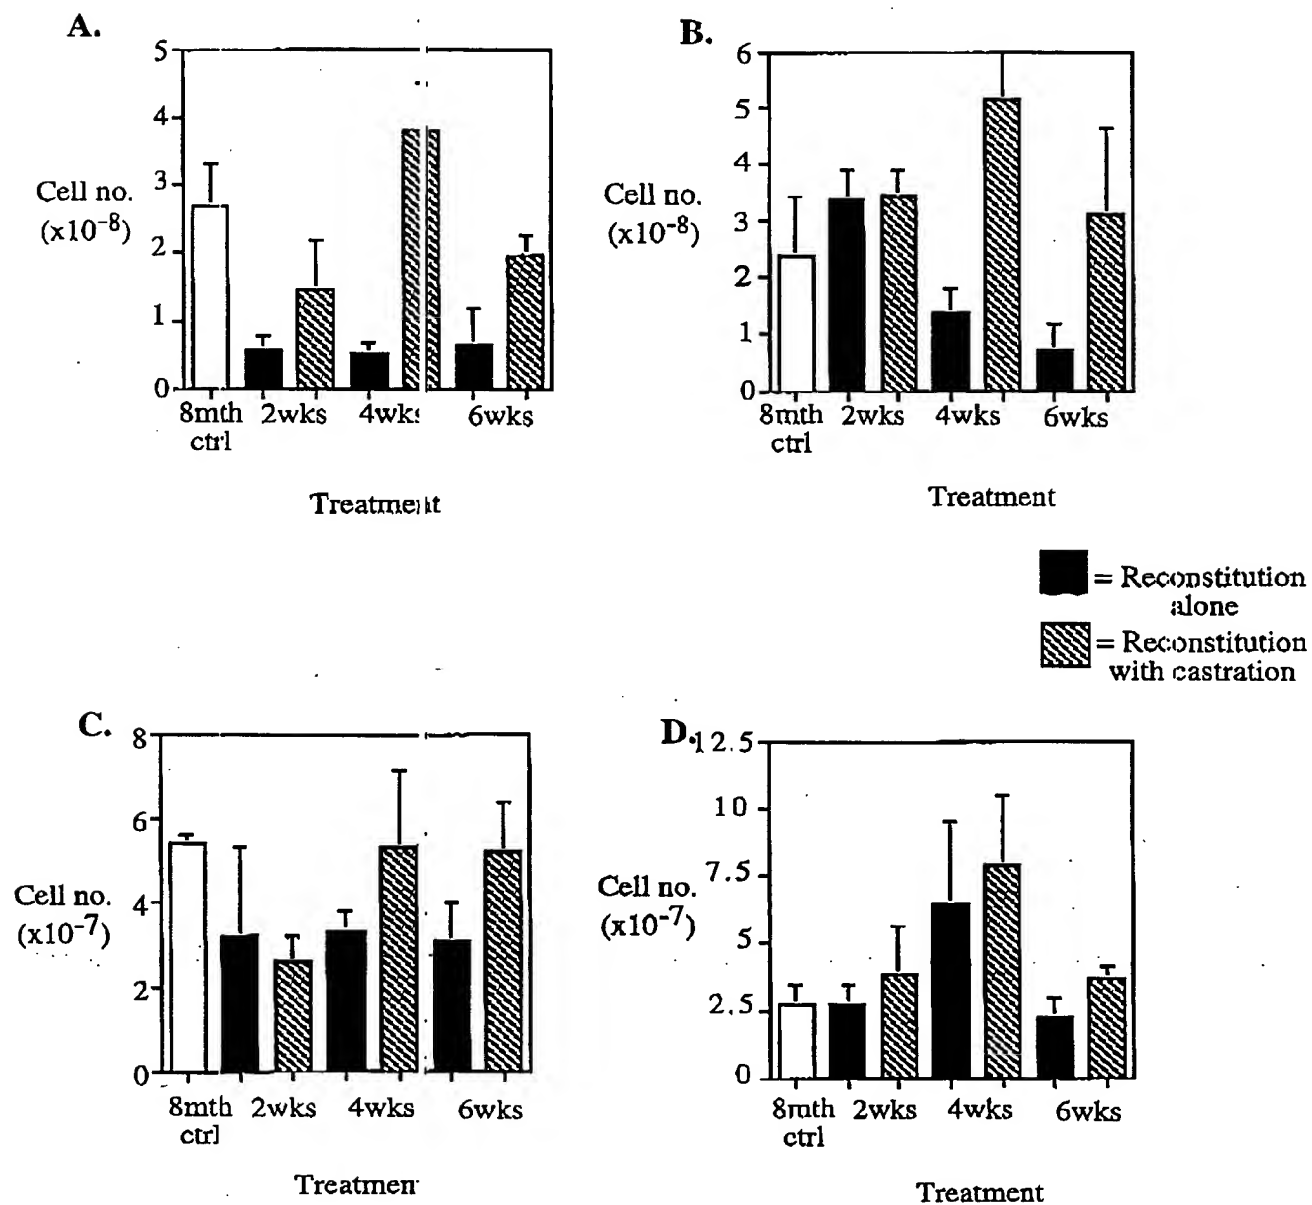 A.
5
4
3
2
1
0
Cell no.
(x10⁻⁸)
8mth 2wks 4wks 6wks
ctrl
Treatment
B.
6
5
4
3
2
1
0
Cell no.
(x10⁻⁸)
8mth 2wks 4wks 6wks
ctrl
Treatment
= Reconstitution
alone
= Reconstitution
with castration
C.
8
6
4
2
0
Cell no.
(x10⁻⁷)
8mth 2wks 4wks 6wks
ctrl
Treatmen
D.
12.5
10
7.5
5
2.5
0
Cell no.
(x10⁻⁷)
8mth 2wks 4wks 6wks
ctrl
Treatment